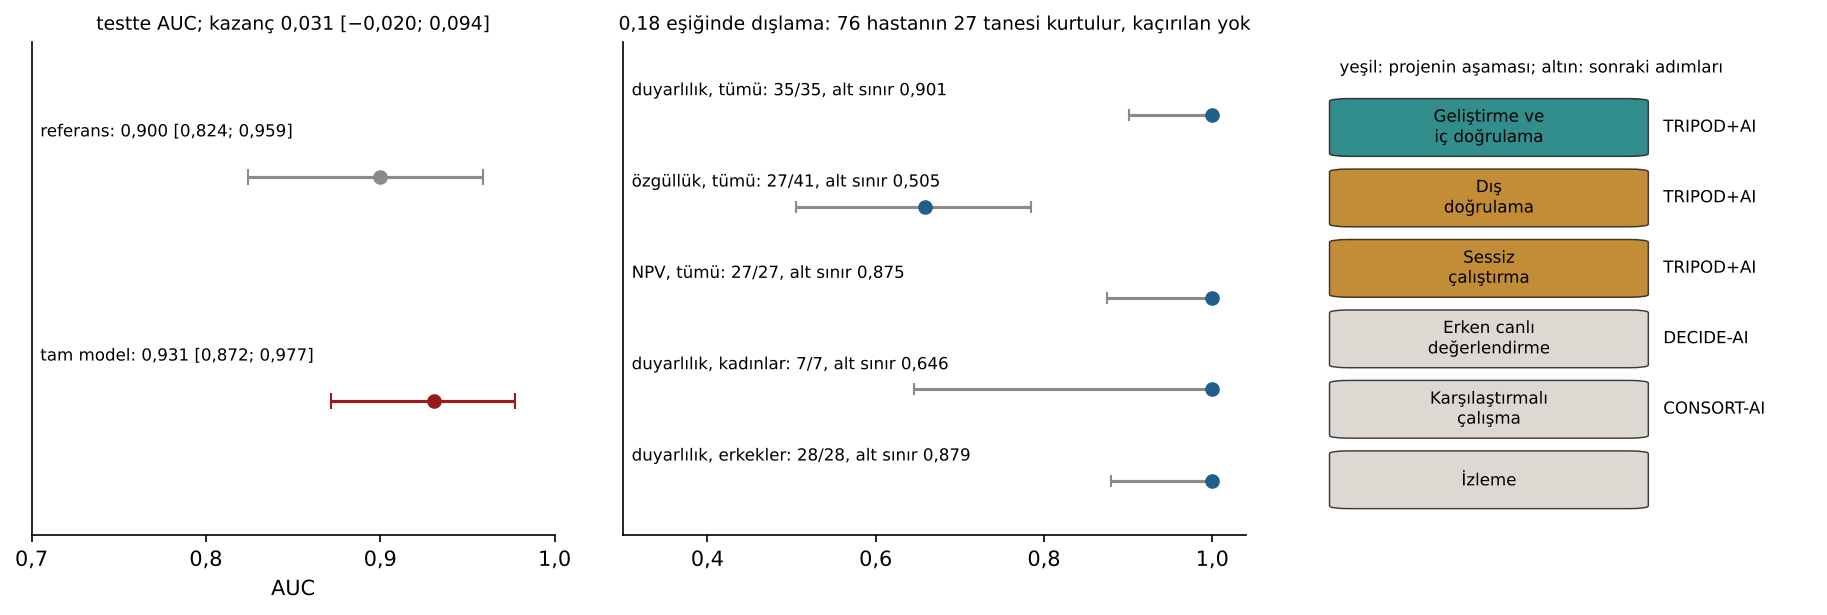 testte AUC; kazanç 0,031 [−0,020; 0,094]
referans: 0,900 [0,824; 0,959]
tam model: 0,931 [0,872; 0,977]
0,7
0,8
0,9
1,0
AUC
0,18 eşiğinde dışlama: 76 hastanın 27 tanesi kurtulur, kaçırılan yok
duyarlılık, tümü: 35/35, alt sınır 0,901
özgüllük, tümü: 27/41, alt sınır 0,505
NPV, tümü: 27/27, alt sınır 0,875
duyarlılık, kadınlar: 7/7, alt sınır 0,646
duyarlılık, erkekler: 28/28, alt sınır 0,879
0,4
0,6
0,8
1,0
yeşil: projenin aşaması; altın: sonraki adımları
Geliştirme ve
iç doğrulama
TRIPOD+AI
Dış
doğrulama
TRIPOD+AI
Sessiz
çalıştırma
TRIPOD+AI
Erken canlı
değerlendirme
DECIDE-AI
Karşılaştırmalı
çalışma
CONSORT-AI
İzleme